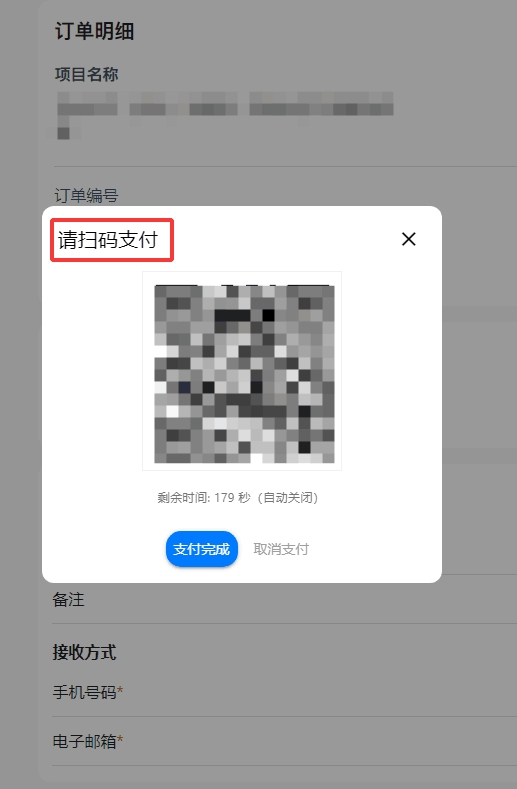 订单明细
项目名称
订单编号
请扫码支付
剩余时间: 179 秒（自动关闭）
支付完成
取消支付
备注
接收方式
手机号码*
电子邮箱*